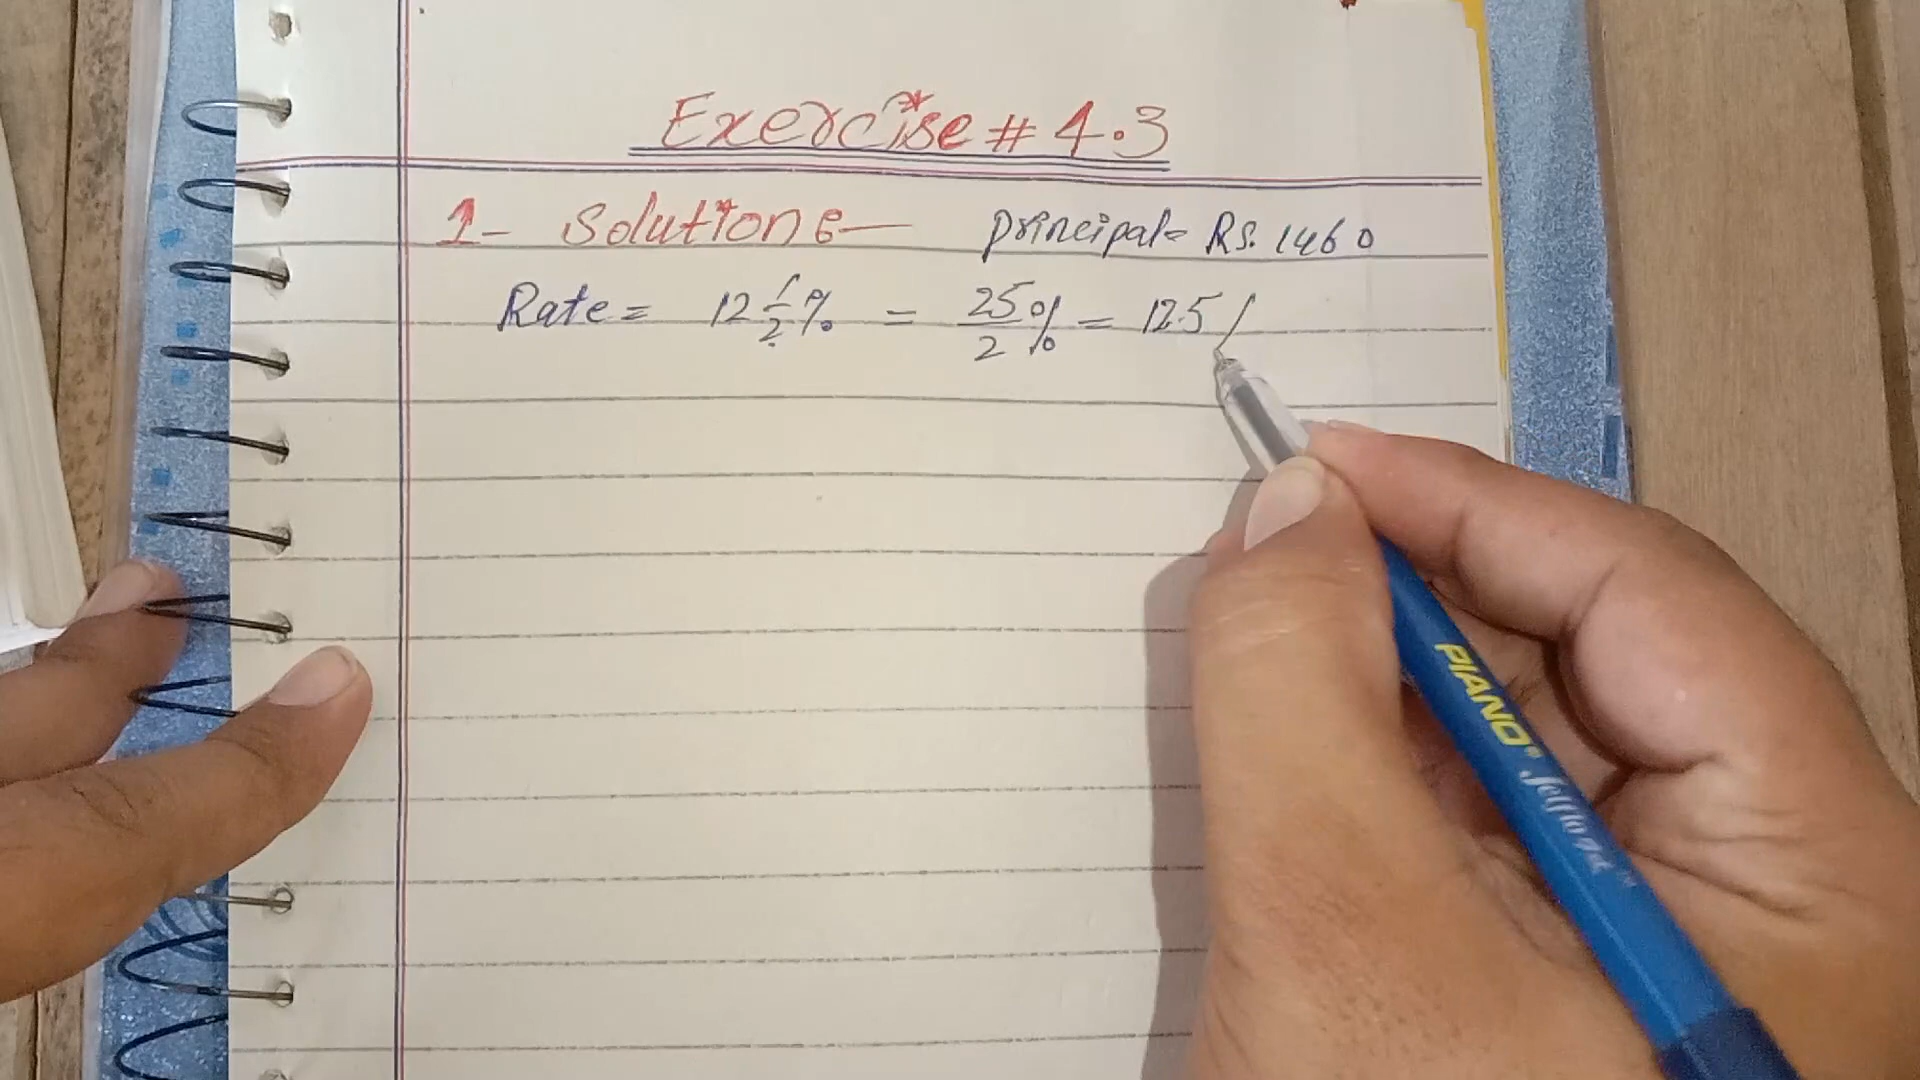 Exercise # 4.3
1- Solution:- principal= Rs. 1460
Rate = 12 1/2 % = 25/2 % = 12.5 /
PIANO